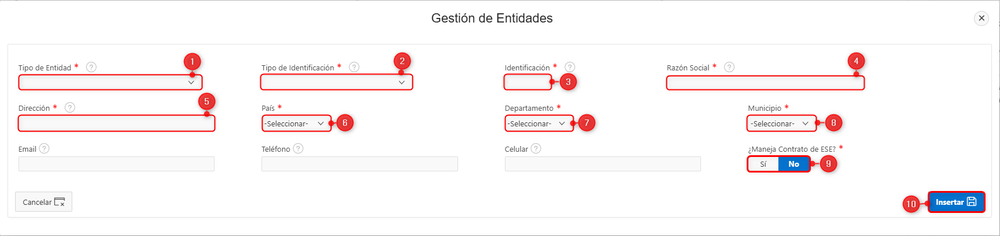 Gestión de Entidades
Tipo de Entidad * ? 1
Tipo de Identificación * ? 2
Identificación * ? 3
Razón Social * ? 4
Dirección * ? 5
País *
-Seleccionar- 6
Departamento *
-Seleccionar- 7
Municipio *
-Seleccionar- 8
Email ?
Teléfono ?
Celular ?
¿Maneja Contrato de ESE? *
Sí No 9
Cancelar
10 Insertar